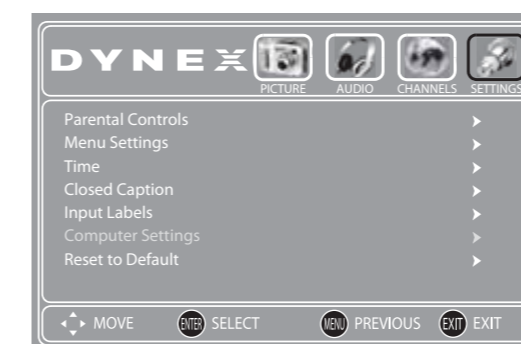 DYNEX
PICTURE AUDIO CHANNELS SETTINGS
Parental Controls
Menu Settings
Time
Closed Caption
Input Labels
Computer Settings
Reset to Default
MOVE ENTER SELECT MENU PREVIOUS EXIT EXIT